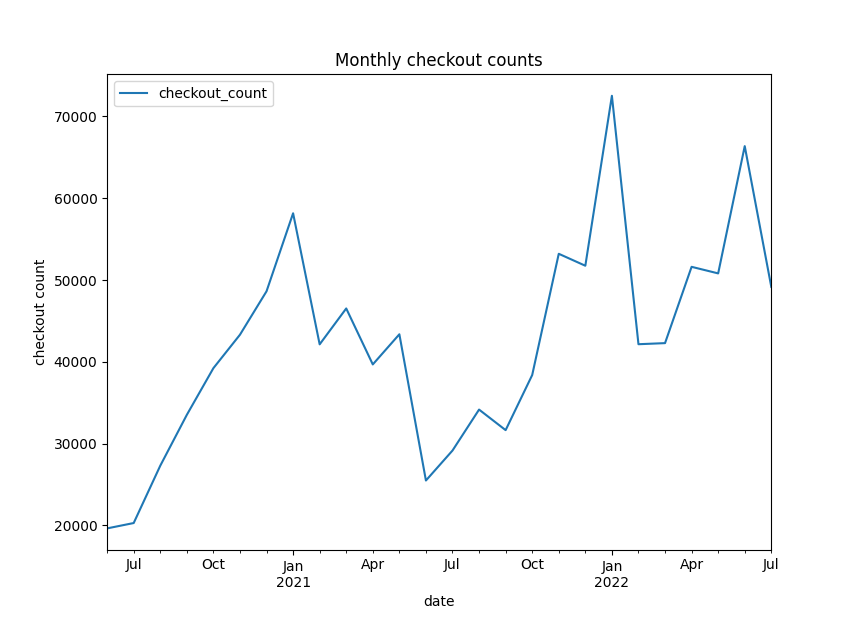 Monthly checkout counts
checkout_count
70000
60000
50000
40000
30000
20000
checkout count
Jul Oct Jan Apr Jul Oct Jan Apr Jul
2021 2022
date